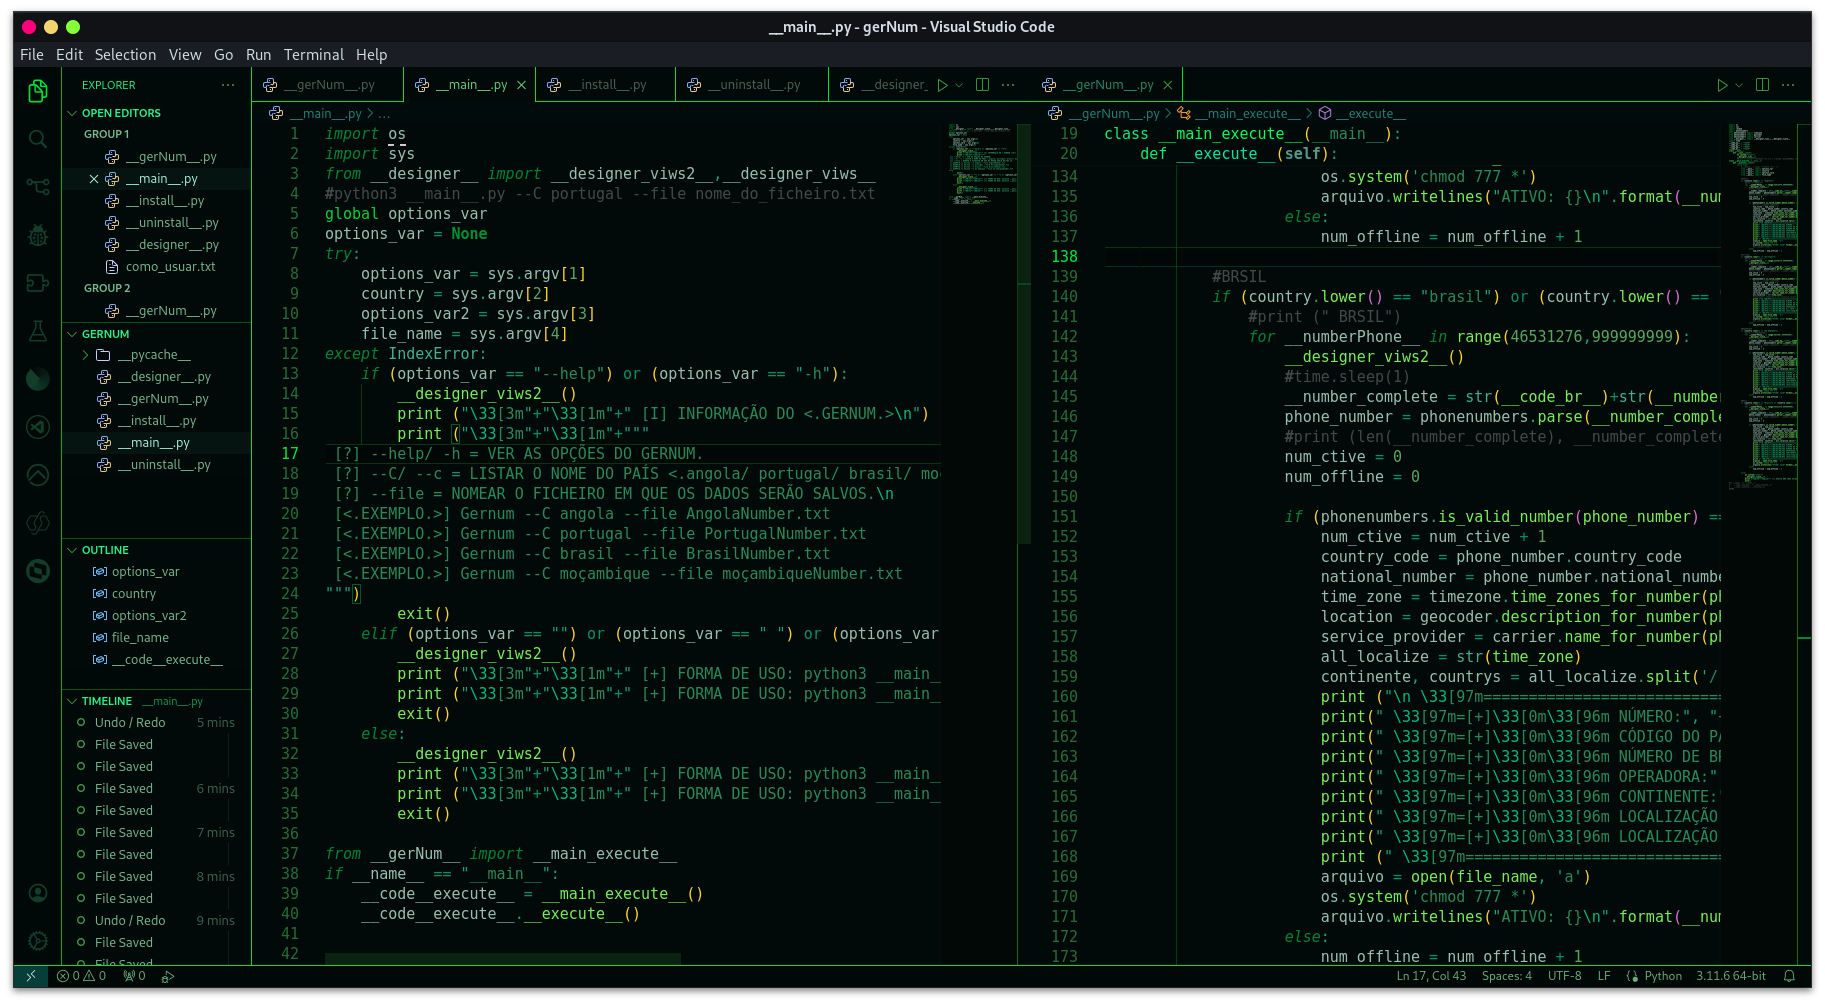 __main__.py - gerNum - Visual Studio Code
File Edit Selection View Go Run Terminal Help
EXPLORER
OPEN EDITORS
GROUP 1
__gerNum__.py
__main__.py
__install__.py
__uninstall__.py
__designer__.py
como_usuar.txt
GROUP 2
__gerNum__.py
GERNUM
__pycache__
__designer__.py
__gerNum__.py
__install__.py
__main__.py
__uninstall__.py
OUTLINE
options_var
country
options_var2
file_name
__code__execute__
TIMELINE __main__.py
Undo / Redo 5 mins
File Saved
File Saved
File Saved 6 mins
File Saved
File Saved 7 mins
File Saved
File Saved 8 mins
File Saved
Undo / Redo 9 mins
File Saved
File Saved
__gerNum__.py __main__.py __install__.py __uninstall__.py __designer_
__main__.py > ...
1 import os
2 import sys
3 from __designer__ import __designer_viws2__,__designer_viws__
4 #python3 __main__.py --C portugal --file nome_do_ficheiro.txt
5 global options_var
6 options_var = None
7 try:
8 options_var = sys.argv[1]
9 country = sys.argv[2]
10 options_var2 = sys.argv[3]
11 file_name = sys.argv[4]
12 except IndexError:
13 if (options_var == "--help") or (options_var == "-h"):
14 __designer_viws2__()
15 print ("\33[3m"+"\33[1m"+" [I] INFORMAÇÃO DO <.GERNUM.>\n")
16 print ("\33[3m"+"\33[1m"+"""
17 [?] --help/ -h = VER AS OPÇÕES DO GERNUM.
18 [?] --C/ --c = LISTAR O NOME DO PAÍS <.angola/ portugal/ brasil/ mo
19 [?] --file = NOMEAR O FICHEIRO EM QUE OS DADOS SERÃO SALVOS.\n
20 [<.EXEMPLO.>] Gernum --C angola --file AngolaNumber.txt
21 [<.EXEMPLO.>] Gernum --C portugal --file PortugalNumber.txt
22 [<.EXEMPLO.>] Gernum --C brasil --file BrasilNumber.txt
23 [<.EXEMPLO.>] Gernum --C moçambique --file moçambiqueNumber.txt
24 """)
25 exit()
26 elif (options_var == "") or (options_var == " ") or (options_var
27 __designer_viws2__()
28 print ("\33[3m"+"\33[1m"+" [+] FORMA DE USO: python3 __main_
29 print ("\33[3m"+"\33[1m"+" [+] FORMA DE USO: python3 __main_
30 exit()
31 else:
32 __designer_viws2__()
33 print ("\33[3m"+"\33[1m"+" [+] FORMA DE USO: python3 __main_
34 print ("\33[3m"+"\33[1m"+" [+] FORMA DE USO: python3 __main_
35 exit()
36
37 from __gerNum__ import __main_execute__
38 if __name__ == "__main__":
39 __code__execute__ = __main_execute__()
40 __code__execute__.__execute__()
41
42
__gerNum__.py
__gerNum__.py > __main_execute__ > __execute__
19 class __main_execute__(__main__):
20 def __execute__(self):
134 os.system('chmod 777 *')
135 arquivo.writelines("ATIVO: {}\n".format(__num
136 else:
137 num_offline = num_offline + 1
138
139 #BRSIL
140 if (country.lower() == "brasil") or (country.lower() == "
141 #print (" BRSIL")
142 for __numberPhone__ in range(46531276,999999999):
143 __designer_viws2__()
144 #time.sleep(1)
145 __number_complete = str(__code_br__)+str(__number
146 phone_number = phonenumbers.parse(__number_comple
147 #print (len(__number_complete), __number_complete
148 num_ctive = 0
149 num_offline = 0
150
151 if (phonenumbers.is_valid_number(phone_number) ==
152 num_ctive = num_ctive + 1
153 country_code = phone_number.country_code
154 national_number = phone_number.national_numbe
155 time_zone = timezone.time_zones_for_number(ph
156 location = geocoder.description_for_number(ph
157 service_provider = carrier.name_for_number(ph
158 all_localize = str(time_zone)
159 continente, countrys = all_localize.split('/
160 print ("\n \33[97m===========================
161 print(" \33[97m=[+]\33[0m\33[96m NÚMERO:", "+
162 print(" \33[97m=[+]\33[0m\33[96m CÓDIGO DO PA
163 print(" \33[97m=[+]\33[0m\33[96m NÚMERO DE BR
164 print(" \33[97m=[+]\33[0m\33[96m OPERADORA:"
165 print(" \33[97m=[+]\33[0m\33[96m CONTINENTE:"
166 print(" \33[97m=[+]\33[0m\33[96m LOCALIZAÇÃO
167 print(" \33[97m=[+]\33[0m\33[96m LOCALIZAÇÃO
168 print (" \33[97m=============================
169 arquivo = open(file_name, 'a')
170 os.system('chmod 777 *')
171 arquivo.writelines("ATIVO: {}\n".format(__num
172 else:
173 num_offline = num_offline + 1
0 0 0 Ln 17, Col 43 Spaces: 4 UTF-8 LF Python 3.11.6 64-bit